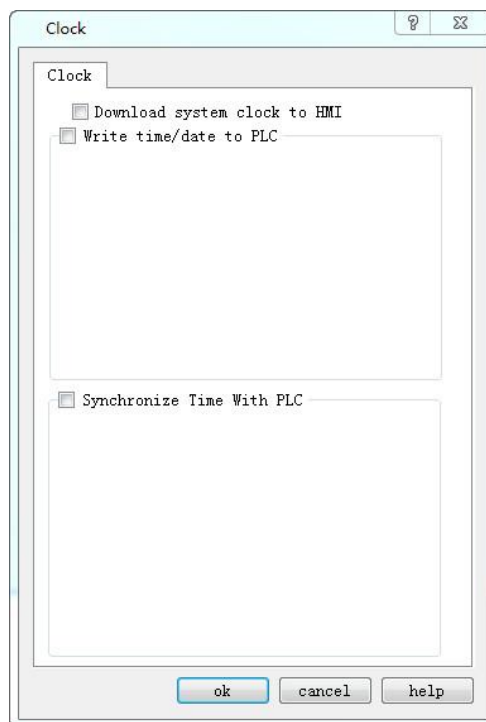 Clock
Clock
Download system clock to HMI
Write time/date to PLC
Synchronize Time With PLC
ok
cancel
help